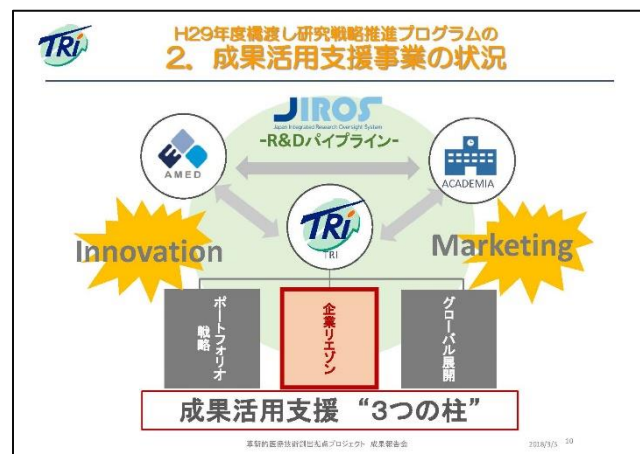 TRi
H29年度橋渡し研究戦略推進プログラムの
2. 成果活用支援事業の状況
JIROS
Japan Integrated Research Oversight System
-R&Dパイプライン-
AMED
ACADEMIA
TRi
TRI
Innovation
Marketing
ポートフォリオ
戦略
企業リエゾン
グローバル展開
成果活用支援 “3つの柱”
革新的医療技術創出拠点プロジェクト 成果報告会
2018/3/5
10